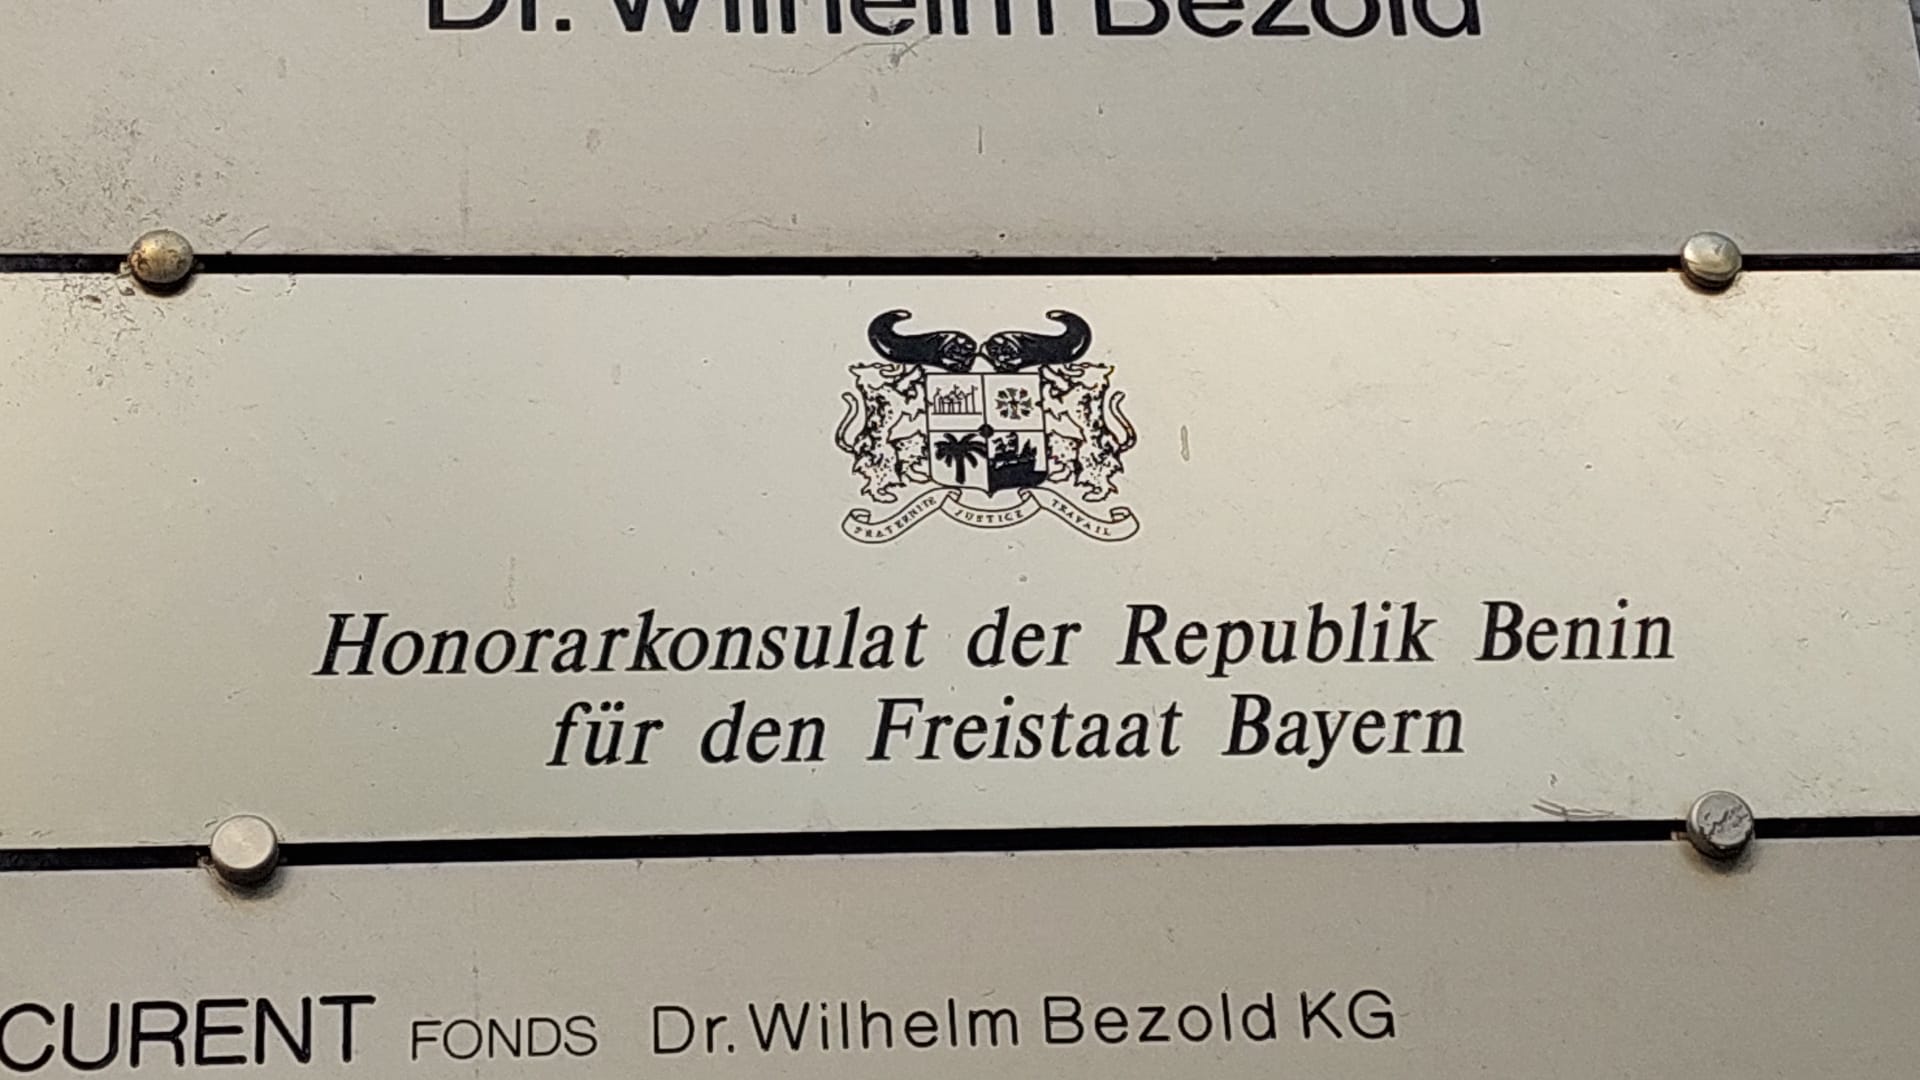 Dr. Wilhelm Bezold
FRATERNITE JUSTICE TRAVAIL
Honorarkonsulat der Republik Benin
für den Freistaat Bayern
CURENT FONDS Dr. Wilhelm Bezold KG